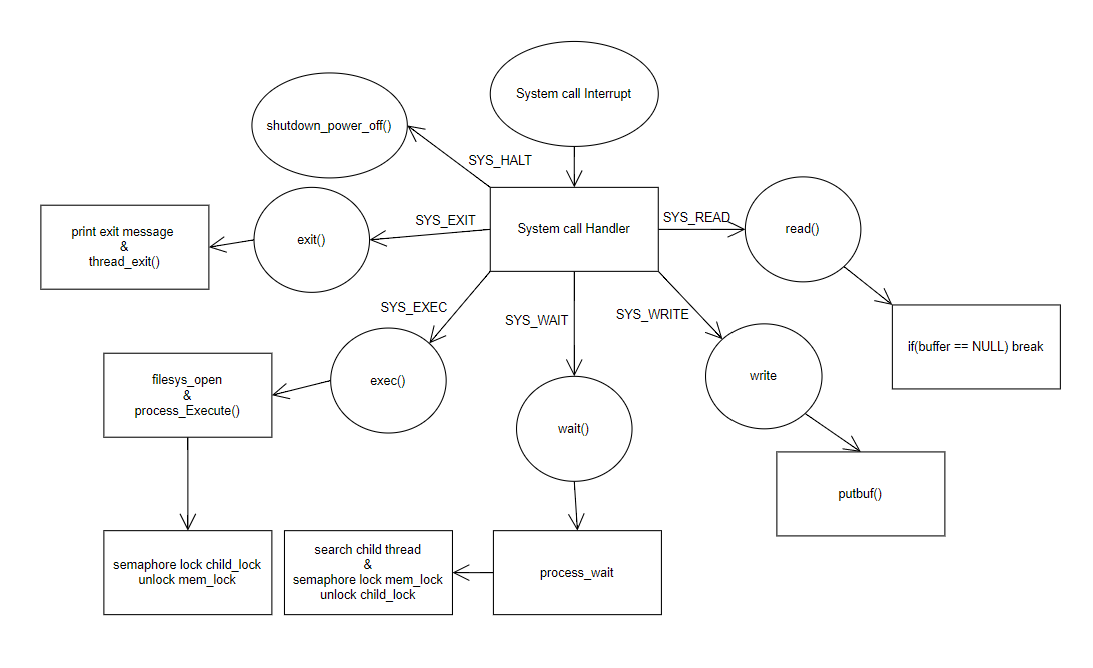 System call Interrupt
shutdown_power_off()
SYS_HALT
System call Handler
SYS_READ
read()
SYS_EXIT
exit()
print exit message
&
thread_exit()
SYS_EXEC
SYS_WAIT
SYS_WRITE
if(buffer == NULL) break
exec()
filesys_open
&
process_Execute()
write
wait()
putbuf()
semaphore lock child_lock
unlock mem_lock
search child thread
&
semaphore lock mem_lock
unlock child_lock
process_wait